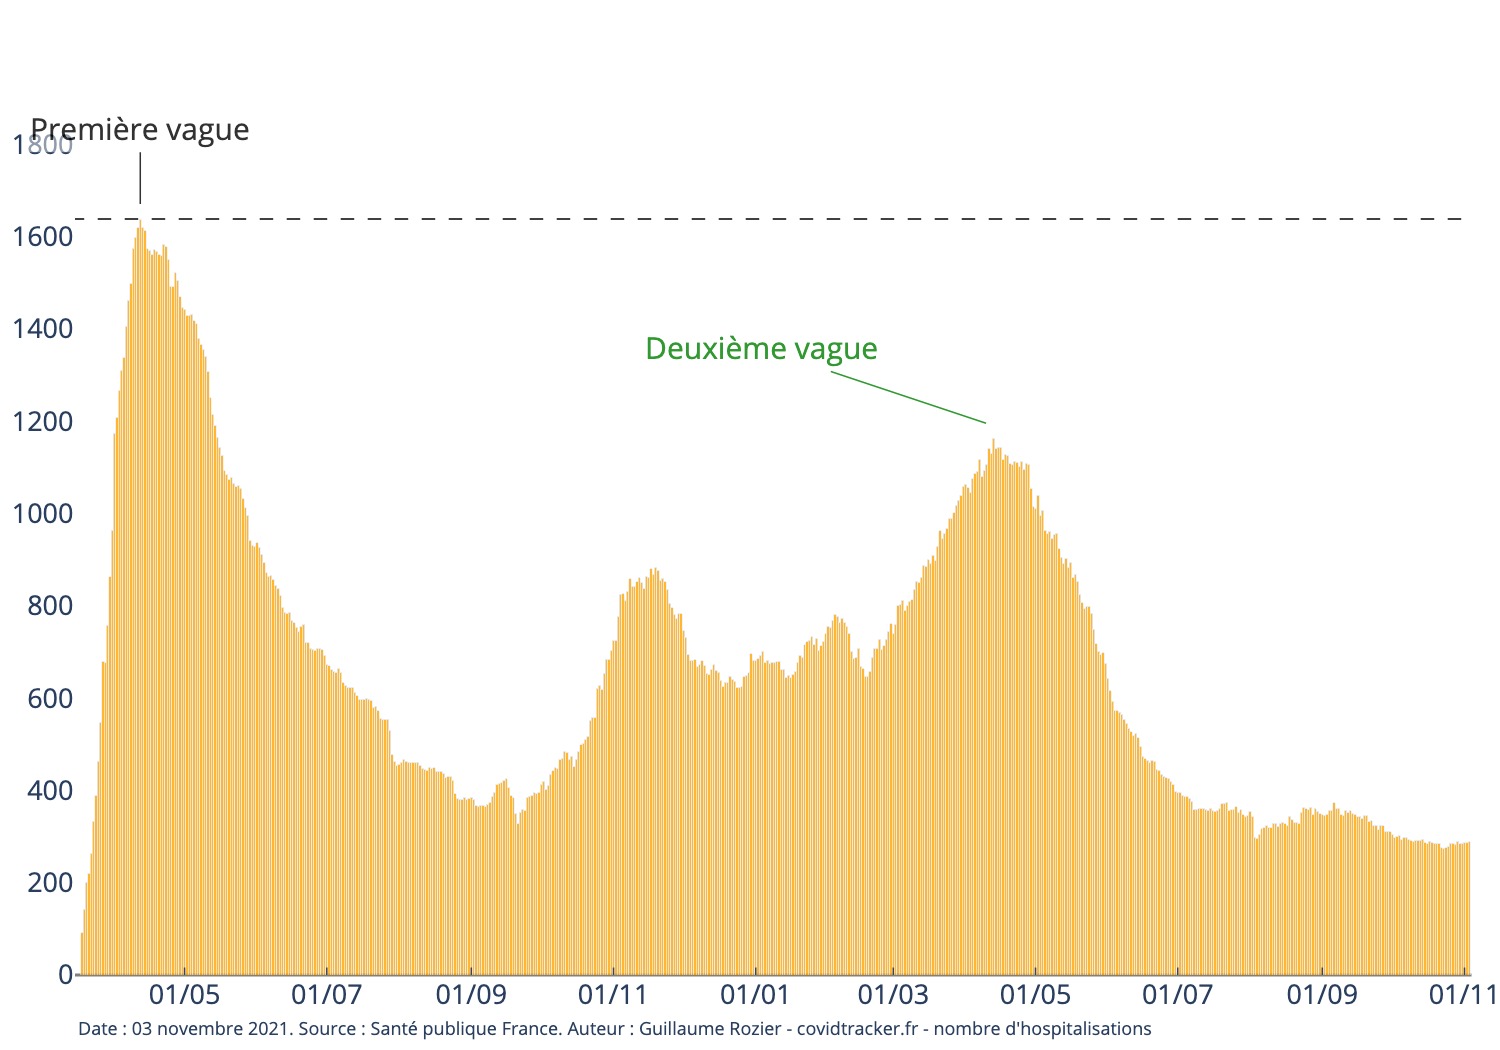 Première vague
1800
1600
1400
Deuxième vague
1200
1000
800
600
400
200
0
01/05 01/07 01/09 01/11 01/01 01/03 01/05 01/07 01/09 01/11
Date : 03 novembre 2021. Source : Santé publique France. Auteur : Guillaume Rozier - covidtracker.fr - nombre d'hospitalisations